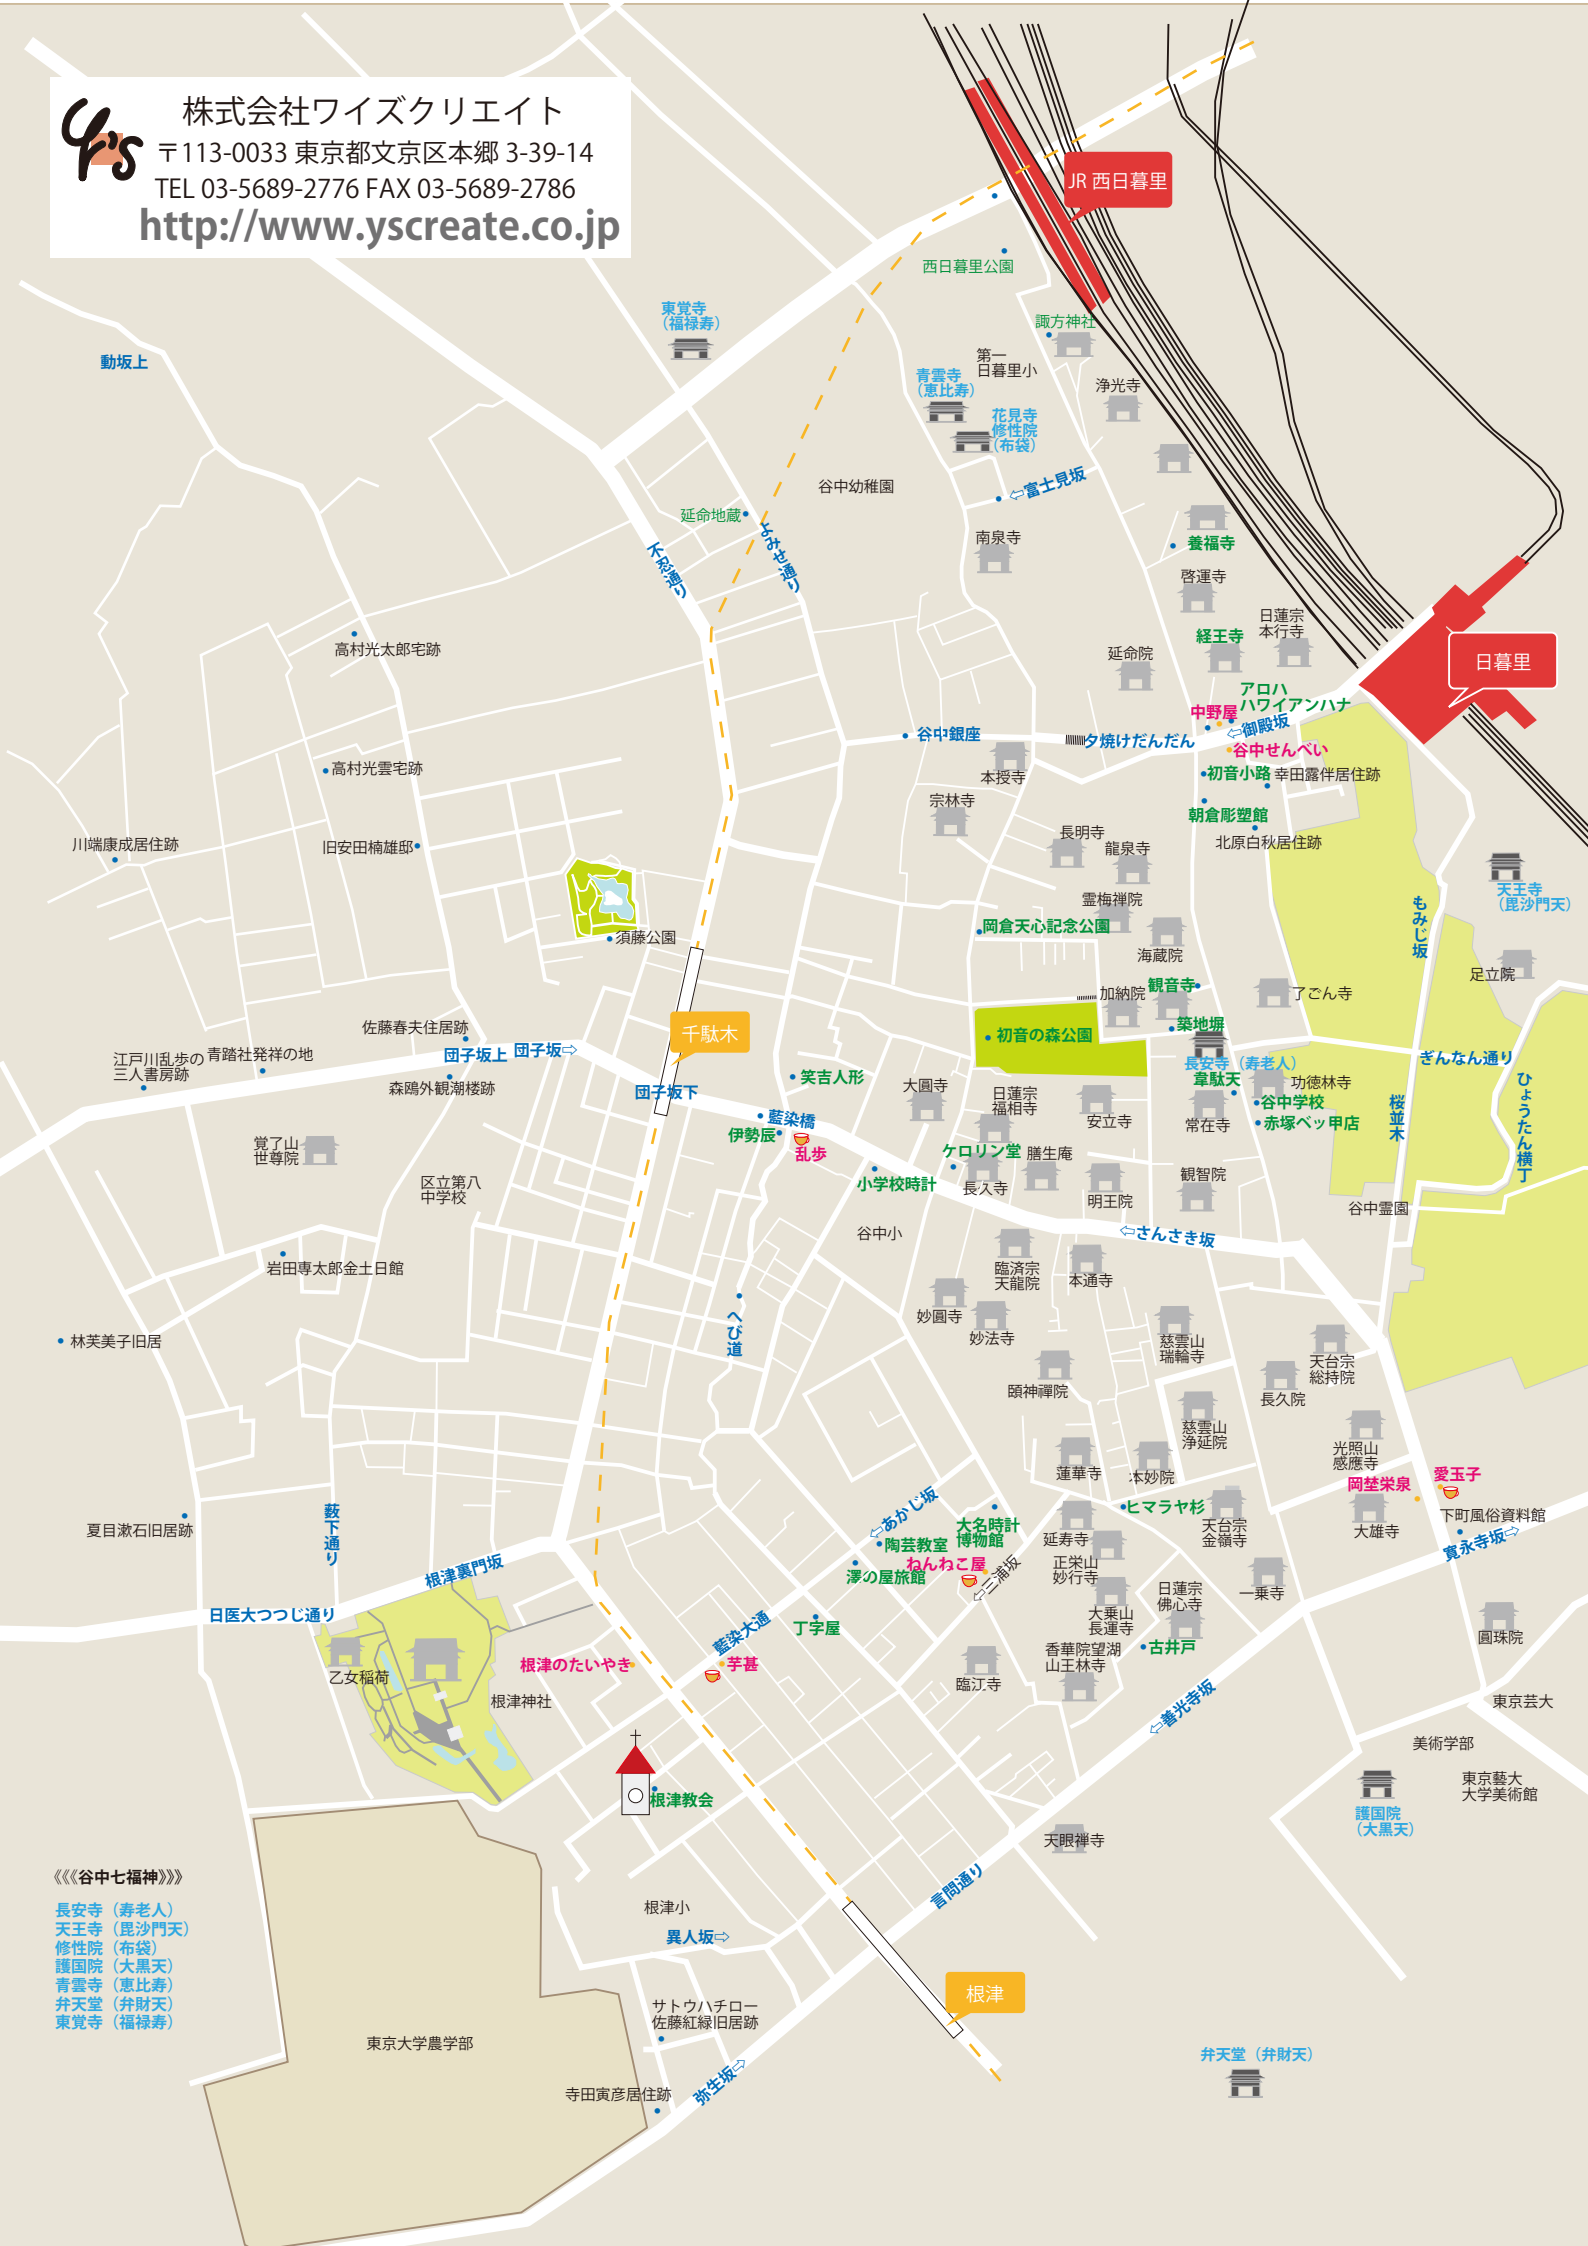 株式会社ワイズクリエイト
〒113-0033 東京都文京区本郷 3-39-14
TEL 03-5689-2776 FAX 03-5689-2786
http://www.yscreate.co.jp
Y's
JR 西日暮里
西日暮里公園
東覚寺
（福禄寿）
諏方神社
動坂上
第一
日暮里小
青雲寺
（恵比寿）
浄光寺
花見寺
修性院
（布袋）
谷中幼稚園
⇦富士見坂
延命地蔵
よみせ通り
不忍通り
南泉寺
養福寺
啓運寺
日蓮宗
本行寺
経王寺
高村光太郎宅跡
延命院
日暮里
アロハ
ハワイアンハナ
中野屋
⇦御殿坂
谷中銀座
夕焼けだんだん
谷中せんべい
高村光雲宅跡
本授寺
初音小路
幸田露伴居住跡
宗林寺
朝倉彫塑館
川端康成居住跡
旧安田楠雄邸
長明寺
龍泉寺
北原白秋居住跡
天王寺
（毘沙門天）
霊梅禅院
もみじ坂
岡倉天心記念公園
須藤公園
海蔵院
足立院
加納院
観音寺
了ごん寺
佐藤春夫住居跡
千駄木
初音の森公園
築地塀
江戸川乱歩の
三人書房跡
青踏社発祥の地
団子坂上
団子坂⇨
ぎんなん通り
長安寺（寿老人）
韋駄天
功徳林寺
森鴎外観潮楼跡
団子坂下
笑吉人形
大圓寺
日蓮宗
福相寺
安立寺
常在寺
谷中学校
赤塚ベッ甲店
桜並木
ひょうたん横丁
藍染橋
伊勢辰
乱歩
覚了山
世尊院
ケロリン堂
膳生庵
小学校時計
長久寺
明王院
観智院
区立第八
中学校
谷中霊園
谷中小
⇦さんさき坂
岩田専太郎金土日館
臨済宗
天龍院
本通寺
へび道
妙圓寺
妙法寺
林芙美子旧居
慈雲山
瑞輪寺
天台宗
総持院
頤神禪院
長久院
慈雲山
浄延院
光照山
感應寺
蓮華寺
本妙院
岡埜栄泉
愛玉子
夏目漱石旧居跡
薮下通り
⇦あかじ坂
大名時計
博物館
ヒマラヤ杉
天台宗
金嶺寺
大雄寺
下町風俗資料館
寛永寺坂⇨
陶芸教室
延寿寺
ねんねこ屋
根津裏門坂
澤の屋旅館
⇦三浦坂
正栄山
妙行寺
一乗寺
日医大つつじ通り
藍染大通
丁字屋
大乗山
長運寺
日蓮宗
佛心寺
圓珠院
古井戸
香華院望湖
山王林寺
乙女稲荷
根津のたいやき
芋甚
臨江寺
根津神社
⇦善光寺坂
東京芸大
美術学部
根津教会
東京藝大
大学美術館
護国院
（大黒天）
天眼禅寺
《《《谷中七福神》》》
長安寺（寿老人）
天王寺（毘沙門天）
修性院（布袋）
護国院（大黒天）
青雲寺（恵比寿）
弁天堂（弁財天）
東覚寺（福禄寿）
言問通り
根津小
異人坂⇨
根津
サトウハチロー
佐藤紅緑旧居跡
東京大学農学部
弁天堂（弁財天）
寺田寅彦居住跡
弥生坂⇨